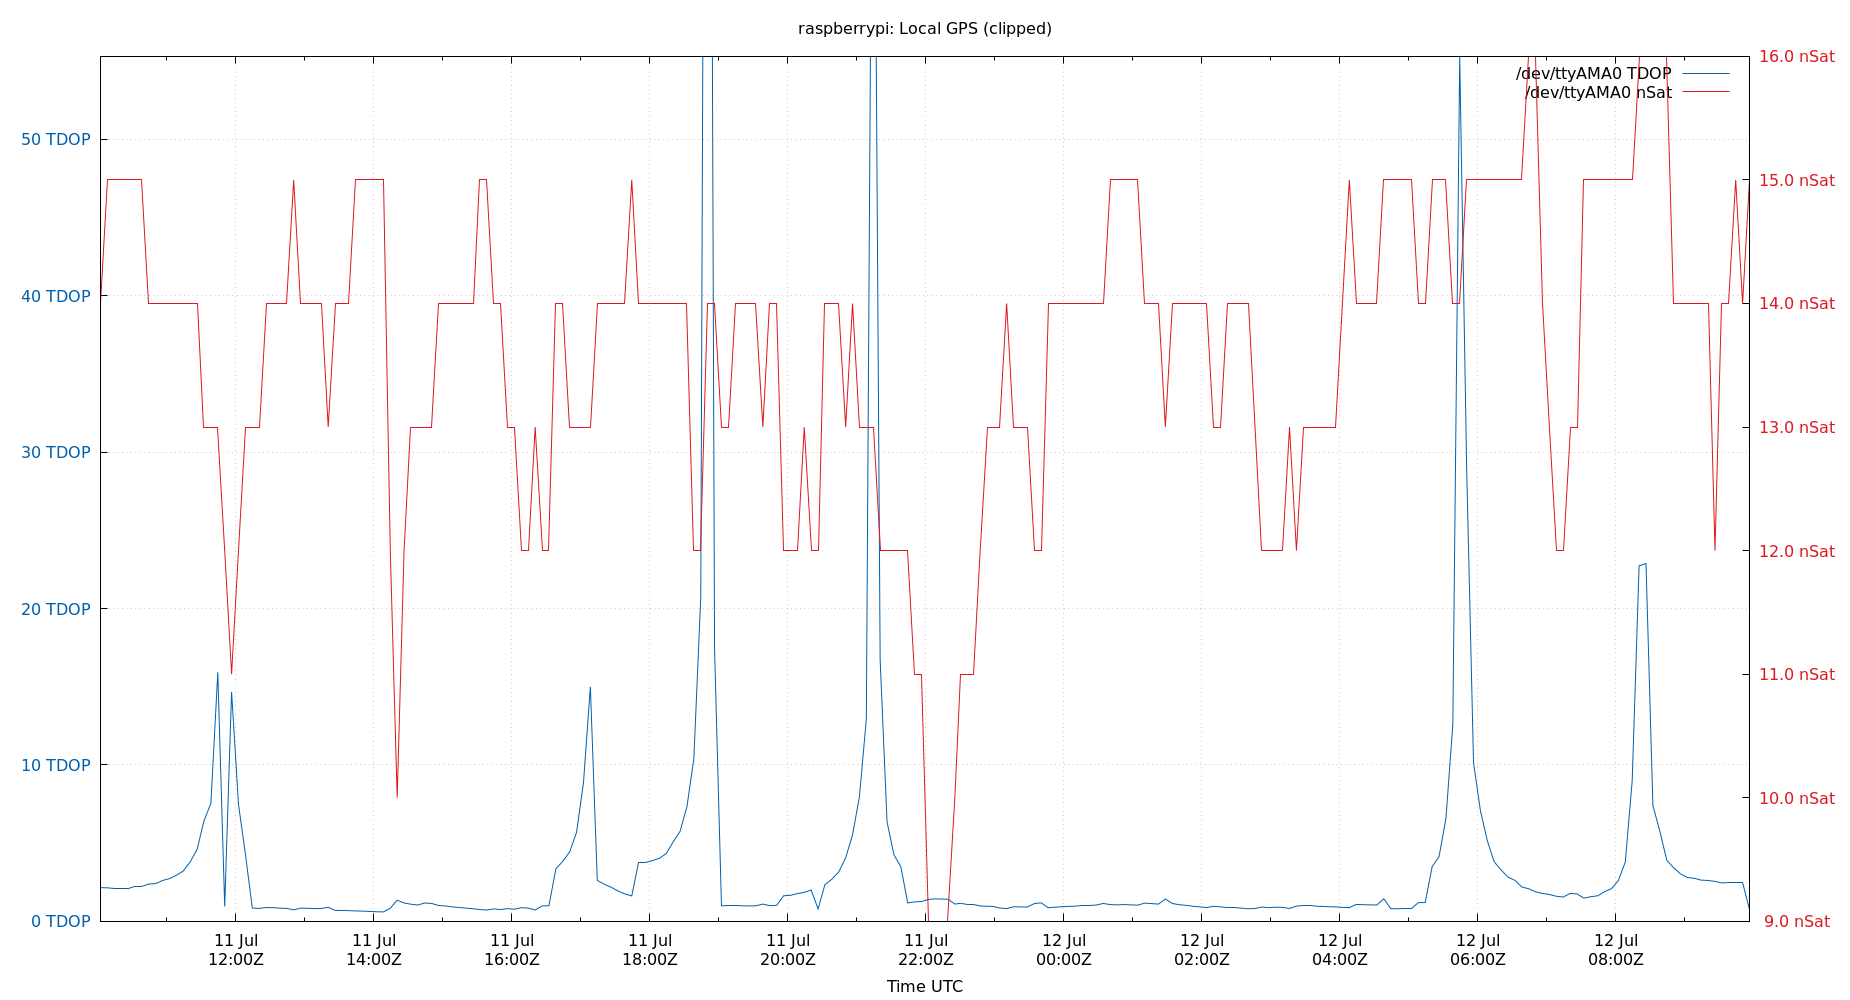 raspberrypi: Local GPS (clipped)
16.0 nSat
/dev/ttyAMA0 TDOP
/dev/ttyAMA0 nSat
50 TDOP
15.0 nSat
40 TDOP
14.0 nSat
30 TDOP
13.0 nSat
12.0 nSat
20 TDOP
11.0 nSat
10 TDOP
10.0 nSat
0 TDOP
9.0 nSat
11 Jul 11 Jul 11 Jul 11 Jul 11 Jul 11 Jul 12 Jul 12 Jul 12 Jul 12 Jul 12 Jul
12:00Z 14:00Z 16:00Z 18:00Z 20:00Z 22:00Z 00:00Z 02:00Z 04:00Z 06:00Z 08:00Z
Time UTC